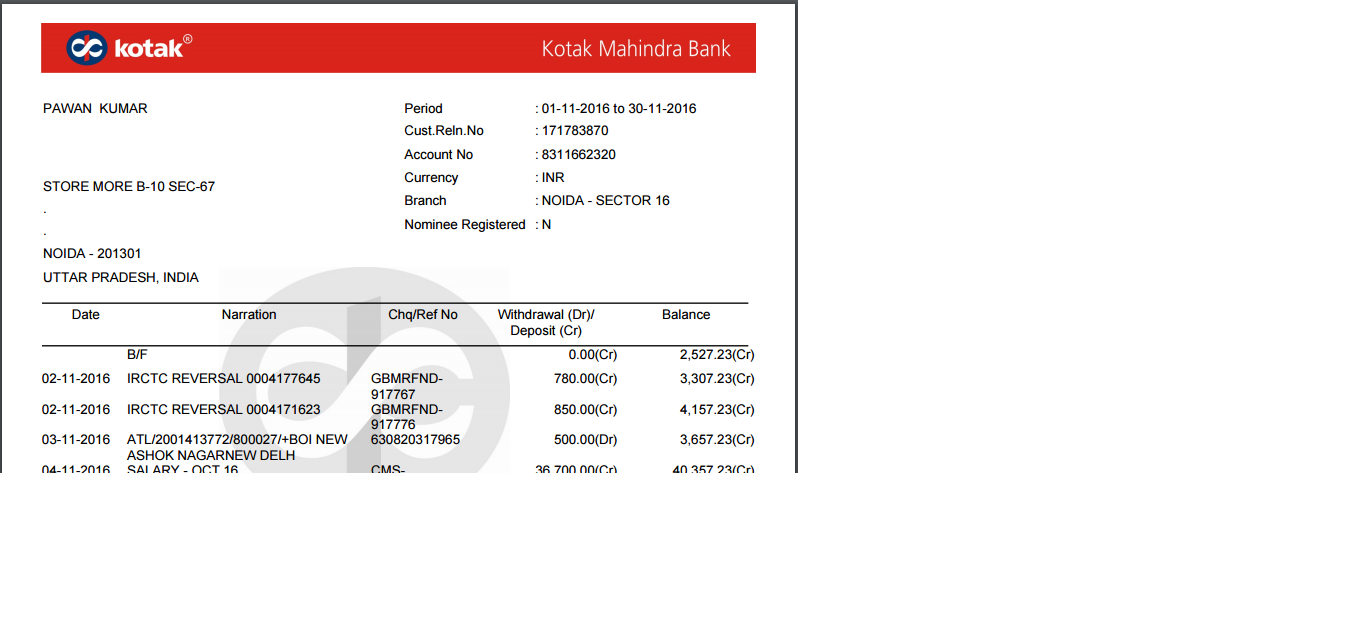 kotak®
Kotak Mahindra Bank
PAWAN KUMAR
Period : 01-11-2016 to 30-11-2016
Cust.Reln.No : 171783870
Account No : 8311662320
STORE MORE B-10 SEC-67
Currency : INR
Branch : NOIDA - SECTOR 16
.
Nominee Registered : N
.
NOIDA - 201301
UTTAR PRADESH, INDIA
Date Narration Chq/Ref No Withdrawal (Dr)/ Balance
Deposit (Cr)
B/F 0.00(Cr) 2,527.23(Cr)
02-11-2016 IRCTC REVERSAL 0004177645 GBMRFND- 780.00(Cr) 3,307.23(Cr)
917767
02-11-2016 IRCTC REVERSAL 0004171623 GBMRFND- 850.00(Cr) 4,157.23(Cr)
917776
03-11-2016 ATL/2001413772/800027/+BOI NEW 630820317965 500.00(Dr) 3,657.23(Cr)
ASHOK NAGARNEW DELH
04-11-2016 SALARY - OCT 16 CMS- 36,700.00(Cr) 40,357.23(Cr)